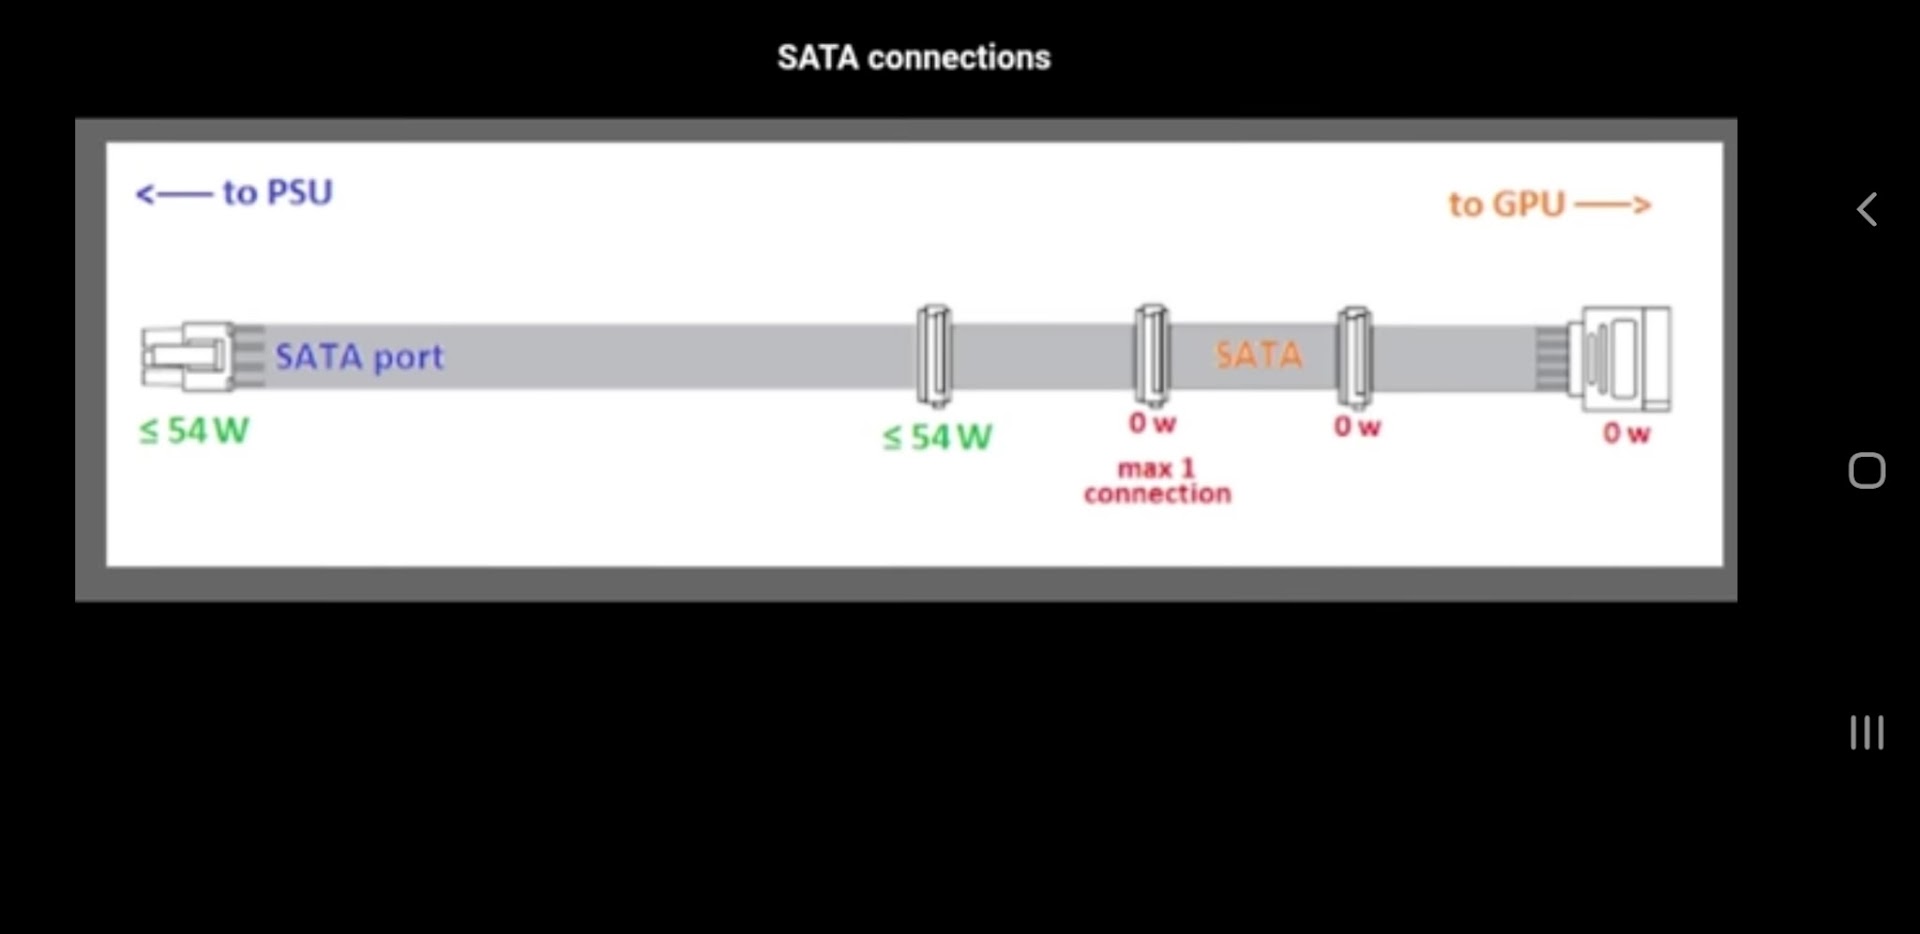 SATA connections
<—— to PSU
to GPU ——>
SATA port
SATA
≤ 54 W
≤ 54 W
0 w
0 w
0 w
max 1
connection